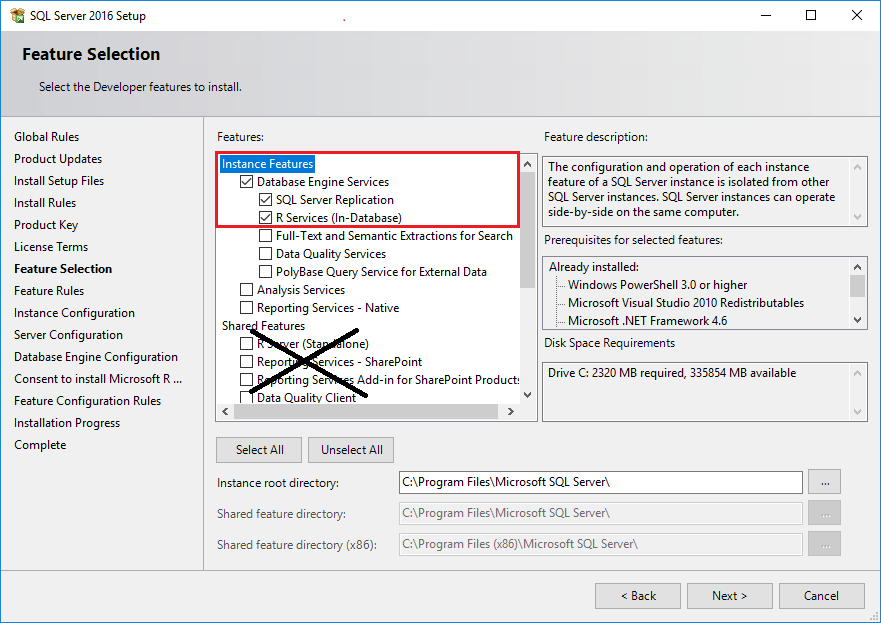 SQL Server 2016 Setup
Feature Selection
Select the Developer features to install.
Global Rules
Product Updates
Install Setup Files
Install Rules
Product Key
License Terms
Feature Selection
Feature Rules
Instance Configuration
Server Configuration
Database Engine Configuration
Consent to install Microsoft R ...
Feature Configuration Rules
Installation Progress
Complete
Features:
Instance Features
Database Engine Services
SQL Server Replication
R Services (In-Database)
Full-Text and Semantic Extractions for Search
Data Quality Services
PolyBase Query Service for External Data
Analysis Services
Reporting Services - Native
Shared Features
R Server (Standalone)
Reporting Services - SharePoint
Reporting Services Add-in for SharePoint Products
Data Quality Client
Select All
Unselect All
Feature description:
The configuration and operation of each instance
feature of a SQL Server instance is isolated from other
SQL Server instances. SQL Server instances can operate
side-by-side on the same computer.
Prerequisites for selected features:
Already installed:
Windows PowerShell 3.0 or higher
Microsoft Visual Studio 2010 Redistributables
Microsoft .NET Framework 4.6
Disk Space Requirements
Drive C: 2320 MB required, 335854 MB available
Instance root directory:
C:\Program Files\Microsoft SQL Server\
...
Shared feature directory:
C:\Program Files\Microsoft SQL Server\
...
Shared feature directory (x86):
C:\Program Files (x86)\Microsoft SQL Server\
...
< Back
Next >
Cancel